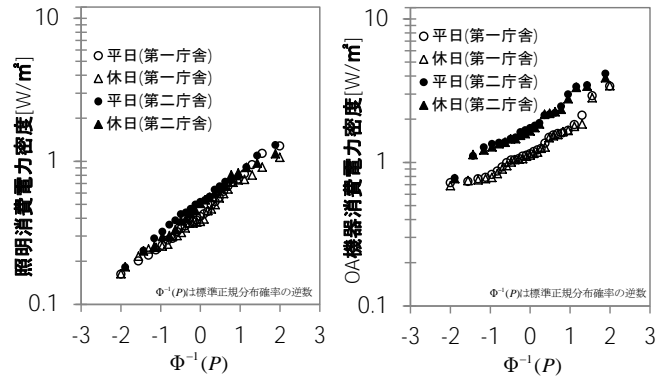 照明消費電力密度[W/㎡]
10
1
0.1
○平日(第一庁舎)
△休日(第一庁舎)
●平日(第二庁舎)
▲休日(第二庁舎)
Φ⁻¹(P)は標準正規分布確率の逆数
-3 -2 -1 0 1 2 3
Φ⁻¹(P)
OA機器消費電力密度[W/㎡]
10
1
0.1
○平日(第一庁舎)
△休日(第一庁舎)
●平日(第二庁舎)
▲休日(第二庁舎)
Φ⁻¹(P)は標準正規分布確率の逆数
-3 -2 -1 0 1 2 3
Φ⁻¹(P)